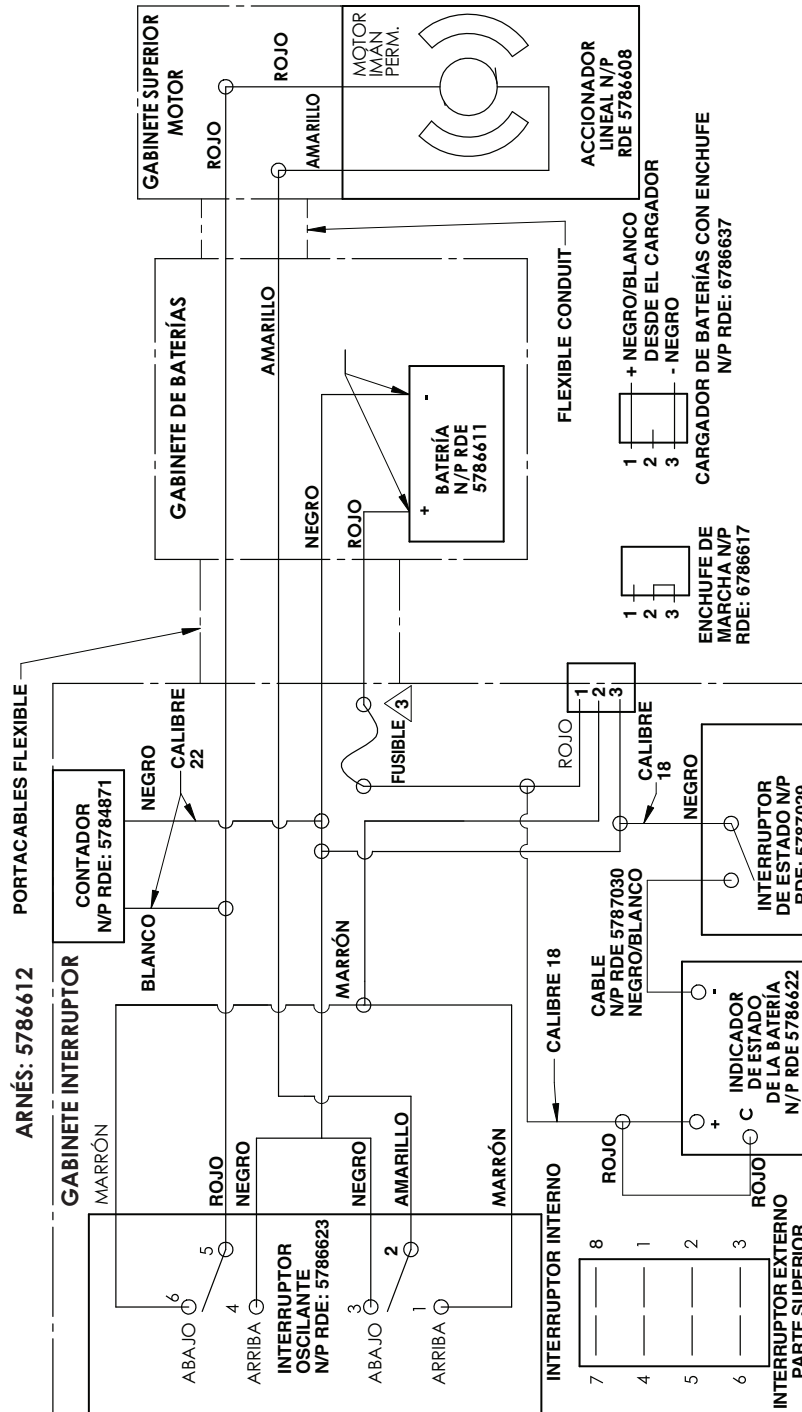 ARNÉS: 5786612
PORTACABLES FLEXIBLE
GABINETE INTERRUPTOR
MARRÓN
CONTADOR
N/P RDE: 5784871
BLANCO
NEGRO
CALIBRE
22
GABINETE DE BATERÍAS
GABINETE SUPERIOR
MOTOR
ROJO
ROJO
AMARILLO
AMARILLO
MOTOR
IMÁN
PERM.
ACCIONADOR
LINEAL N/P
RDE 5786608
FLEXIBLE CONDUIT
NEGRO
ROJO
+
-
BATERÍA
N/P RDE
5786611
FUSIBLE
3
MARRÓN
ABAJO
6
5
ROJO
ARRIBA
4
NEGRO
INTERRUPTOR
OSCILANTE
N/P RDE: 5786623
ABAJO
3
NEGRO
2
AMARILLO
ARRIBA
1
MARRÓN
ROJO
1
2
3
CALIBRE
18
NEGRO
INTERRUPTOR
DE ESTADO N/P
CABLE
N/P RDE 5787030
NEGRO/BLANCO
CALIBRE 18
ROJO
+
-
C
INDICADOR
DE ESTADO
DE LA BATERÍA
N/P RDE 5786622
ROJO
INTERRUPTOR INTERNO
7 8
4 1
5 2
6 3
INTERRUPTOR EXTERNO
PARTE SUPERIOR
1
2
3
ENCHUFE DE
MARCHA N/P
RDE: 6786617
1
2
3
+ NEGRO/BLANCO
DESDE EL CARGADOR
- NEGRO
CARGADOR DE BATERÍAS CON ENCHUFE
N/P RDE: 6786637